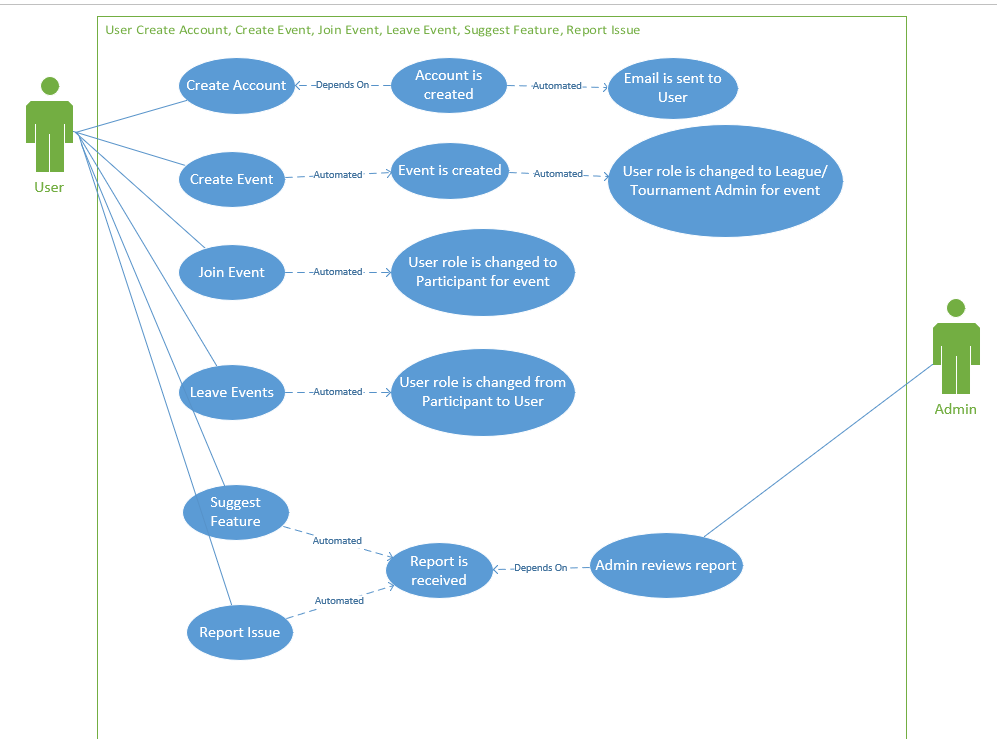 User Create Account, Create Event, Join Event, Leave Event, Suggest Feature, Report Issue
User
Create Account
Depends On
Account is
created
Automated
Email is sent to
User
Create Event
Automated
Event is created
Automated
User role is changed to League/
Tournament Admin for event
Join Event
Automated
User role is changed to
Participant for event
Leave Events
Automated
User role is changed from
Participant to User
Admin
Suggest
Feature
Automated
Report is
received
Depends On
Admin reviews report
Automated
Report Issue